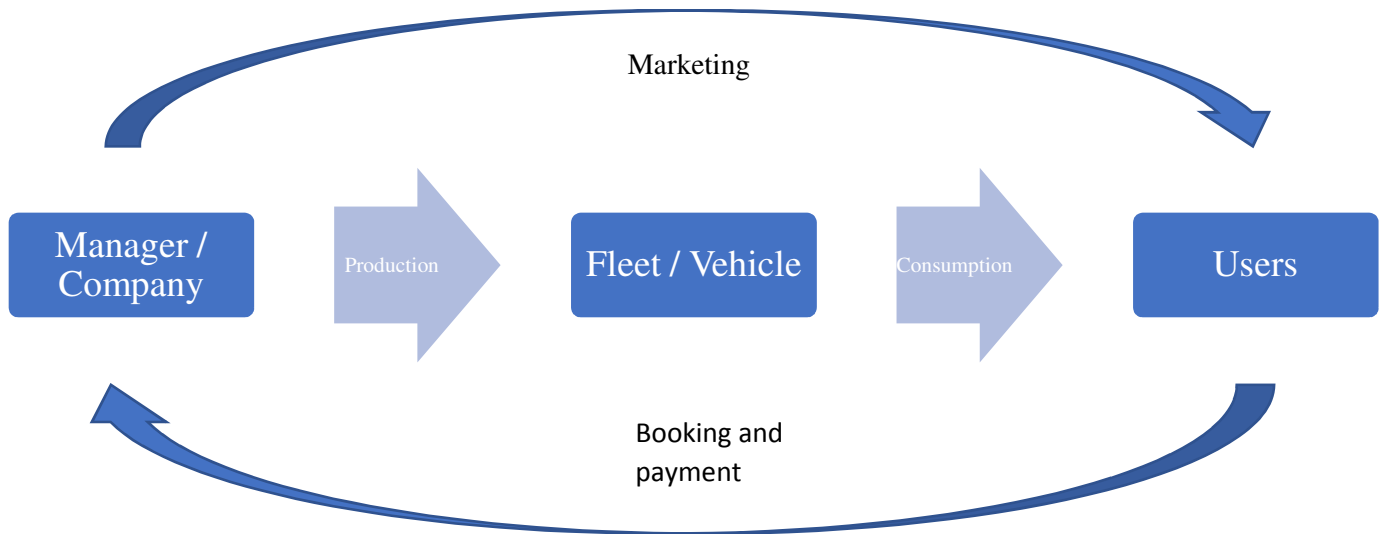 Marketing
Manager /
Company
Production
Fleet / Vehicle
Consumption
Users
Booking and
payment